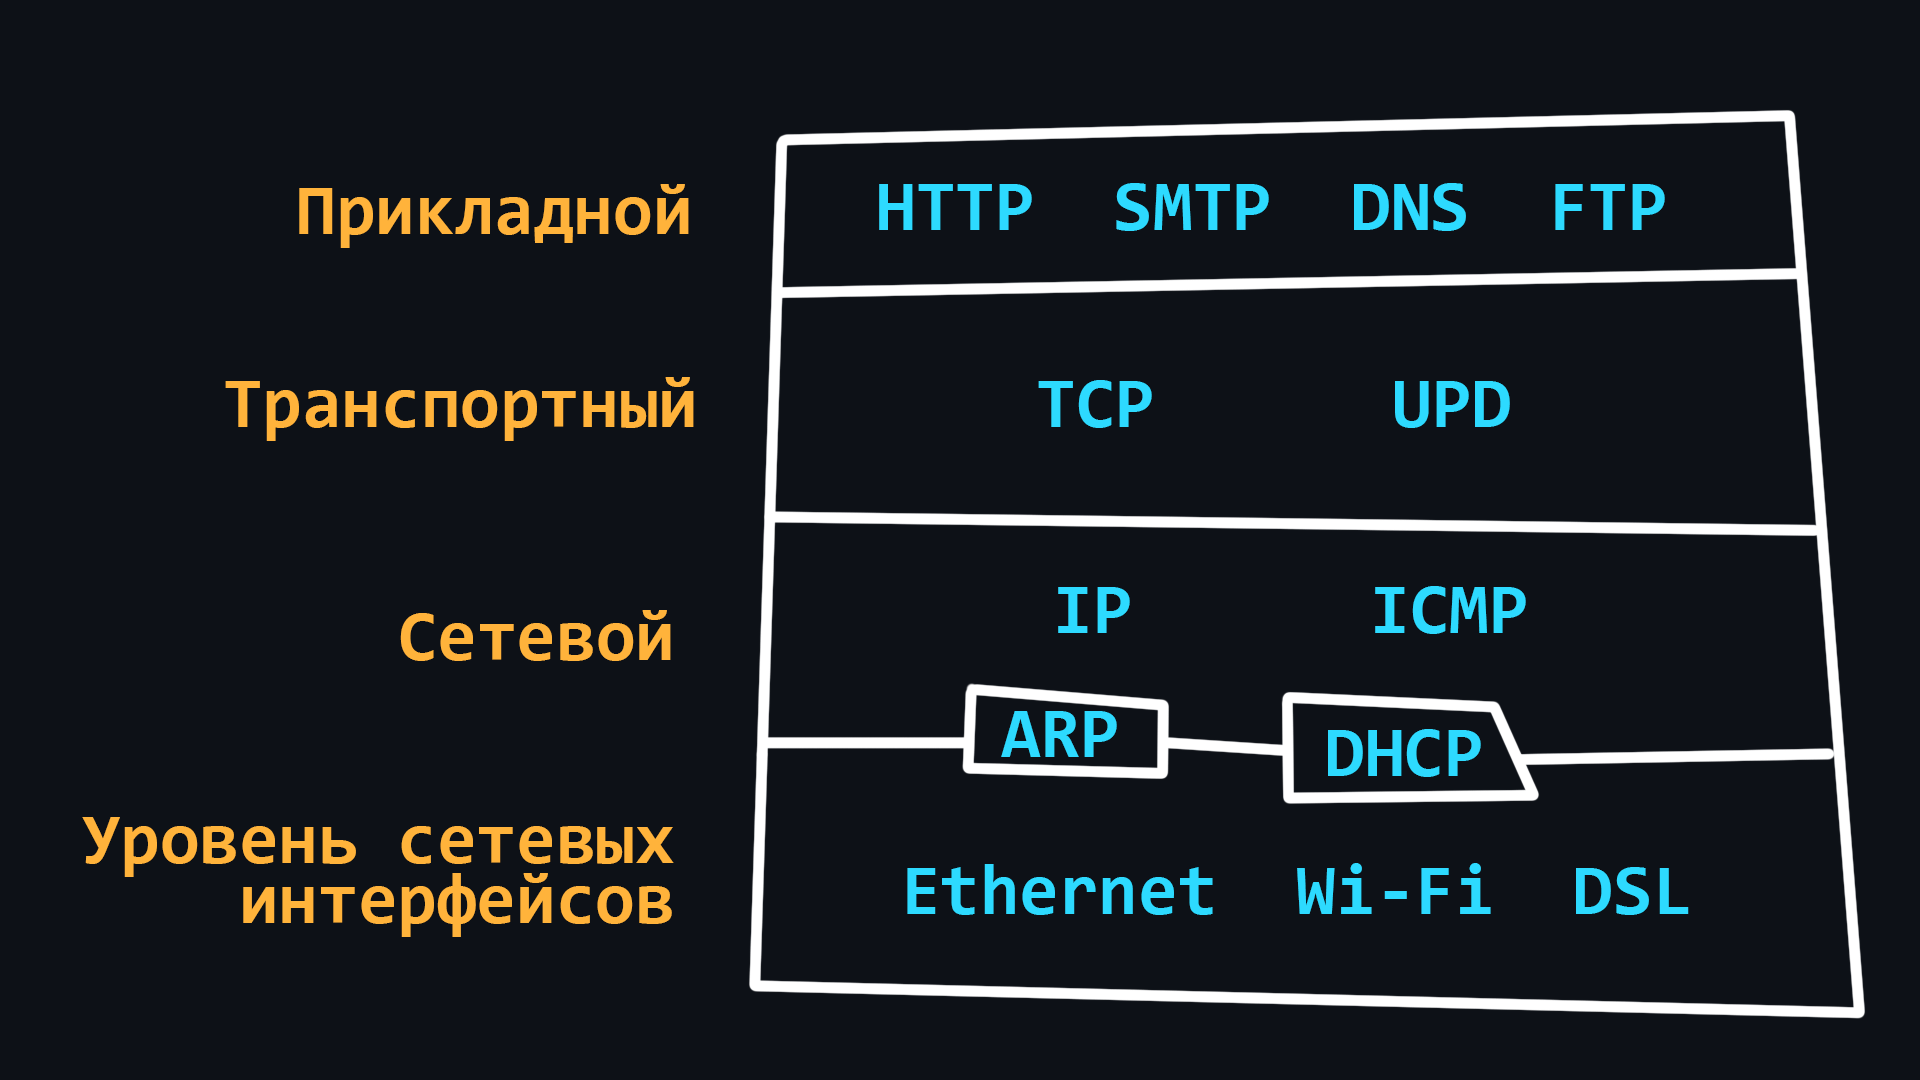 Прикладной HTTP SMTP DNS FTP
Транспортный TCP UPD
Сетевой IP ICMP
ARP DHCP
Уровень сетевых
интерфейсов Ethernet Wi-Fi DSL